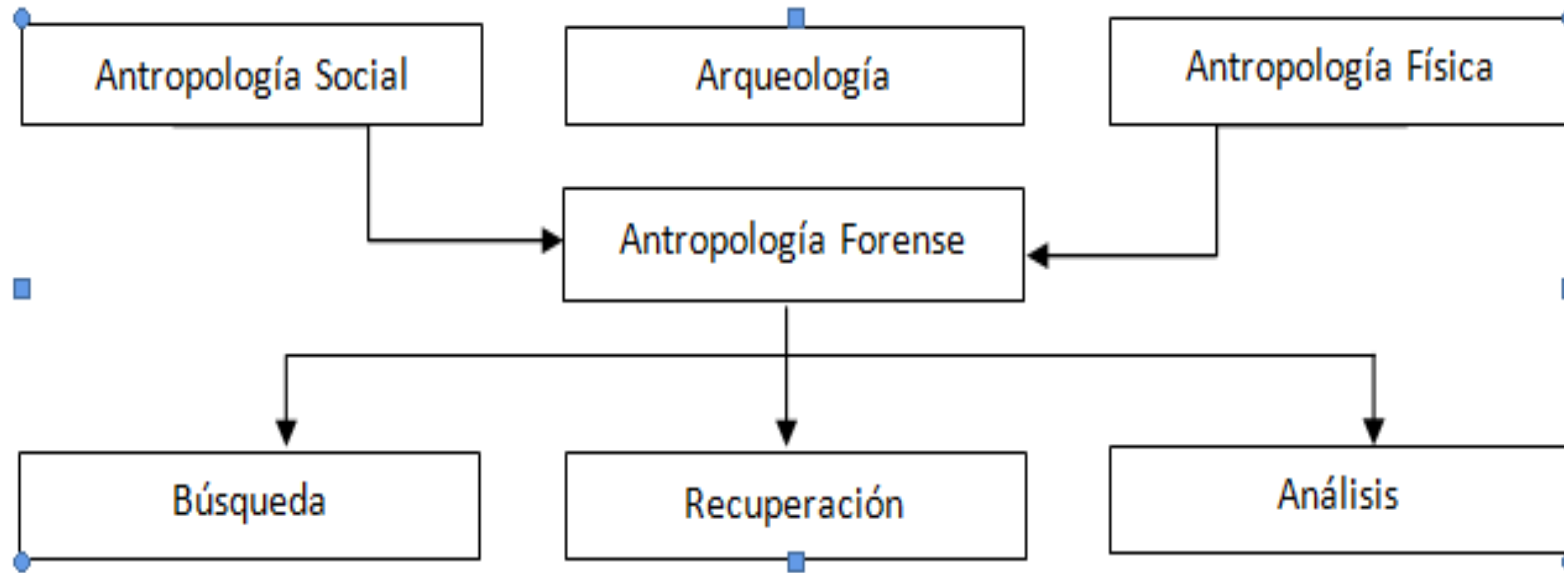 Antropología Social
Arqueología
Antropología Física
Antropología Forense
Búsqueda
Recuperación
Análisis